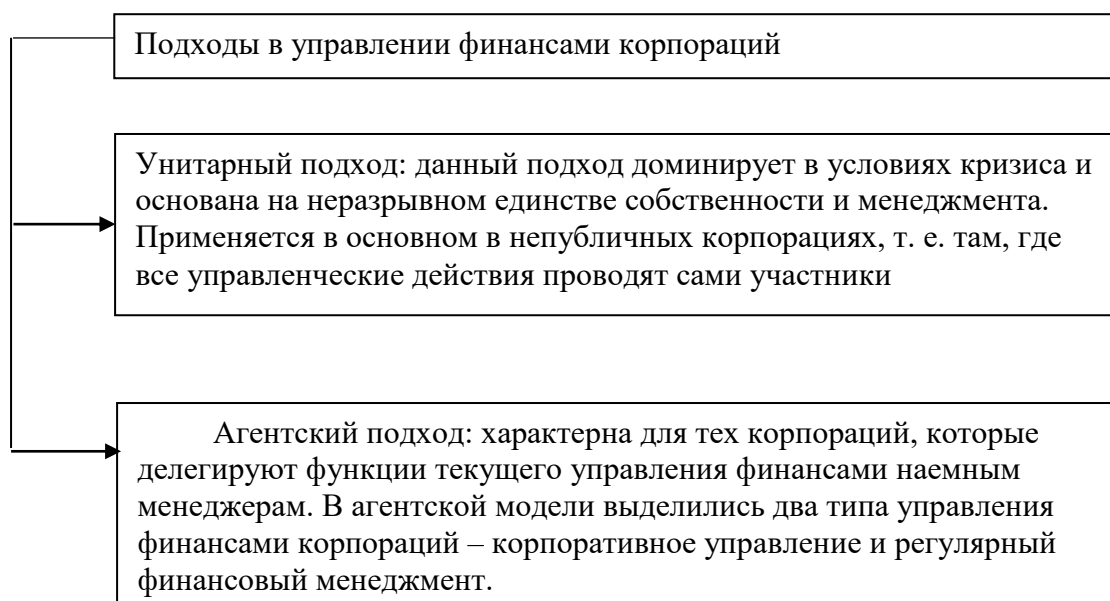 Подходы в управлении финансами корпораций
Унитарный подход: данный подход доминирует в условиях кризиса и
основана на неразрывном единстве собственности и менеджмента.
Применяется в основном в непубличных корпорациях, т. е. там, где
все управленческие действия проводят сами участники
Агентский подход: характерна для тех корпораций, которые
делегируют функции текущего управления финансами наемным
менеджерам. В агентской модели выделились два типа управления
финансами корпораций – корпоративное управление и регулярный
финансовый менеджмент.